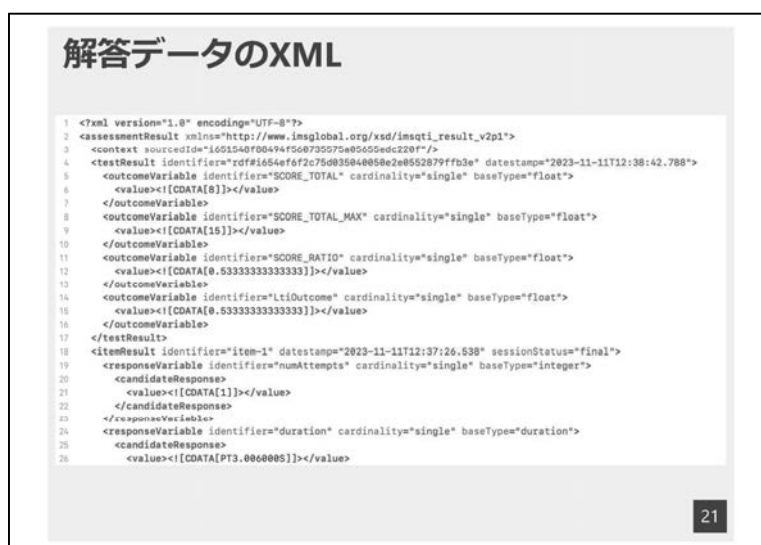 解答データのXML
1 <?xml version="1.0" encoding="UTF-8"?>
2 <assessmentResult xmlns="http://www.imsglobal.org/xsd/imsqti_result_v2p1">
3 <context sourcedId="i651540f08494f560735575a05655edc220f"/>
4 <testResult identifier="rdf#i654ef6f2c75d035040050e2e0552879ffb3e" datestamp="2023-11-11T12:38:42.788">
5 <outcomeVariable identifier="SCORE_TOTAL" cardinality="single" baseType="float">
6 <value><![CDATA[8]]></value>
7 </outcomeVariable>
8 <outcomeVariable identifier="SCORE_TOTAL_MAX" cardinality="single" baseType="float">
9 <value><![CDATA[15]]></value>
10 </outcomeVariable>
11 <outcomeVariable identifier="SCORE_RATIO" cardinality="single" baseType="float">
12 <value><![CDATA[0.53333333333333]]></value>
13 </outcomeVariable>
14 <outcomeVariable identifier="LtiOutcome" cardinality="single" baseType="float">
15 <value><![CDATA[0.53333333333333]]></value>
16 </outcomeVariable>
17 </testResult>
18 <itemResult identifier="item-1" datestamp="2023-11-11T12:37:26.538" sessionStatus="final">
19 <responseVariable identifier="numAttempts" cardinality="single" baseType="integer">
20 <candidateResponse>
21 <value><![CDATA[1]]></value>
22 </candidateResponse>
23 </responseVariable>
24 <responseVariable identifier="duration" cardinality="single" baseType="duration">
25 <candidateResponse>
26 <value><![CDATA[PT3.006000S]]></value>
21